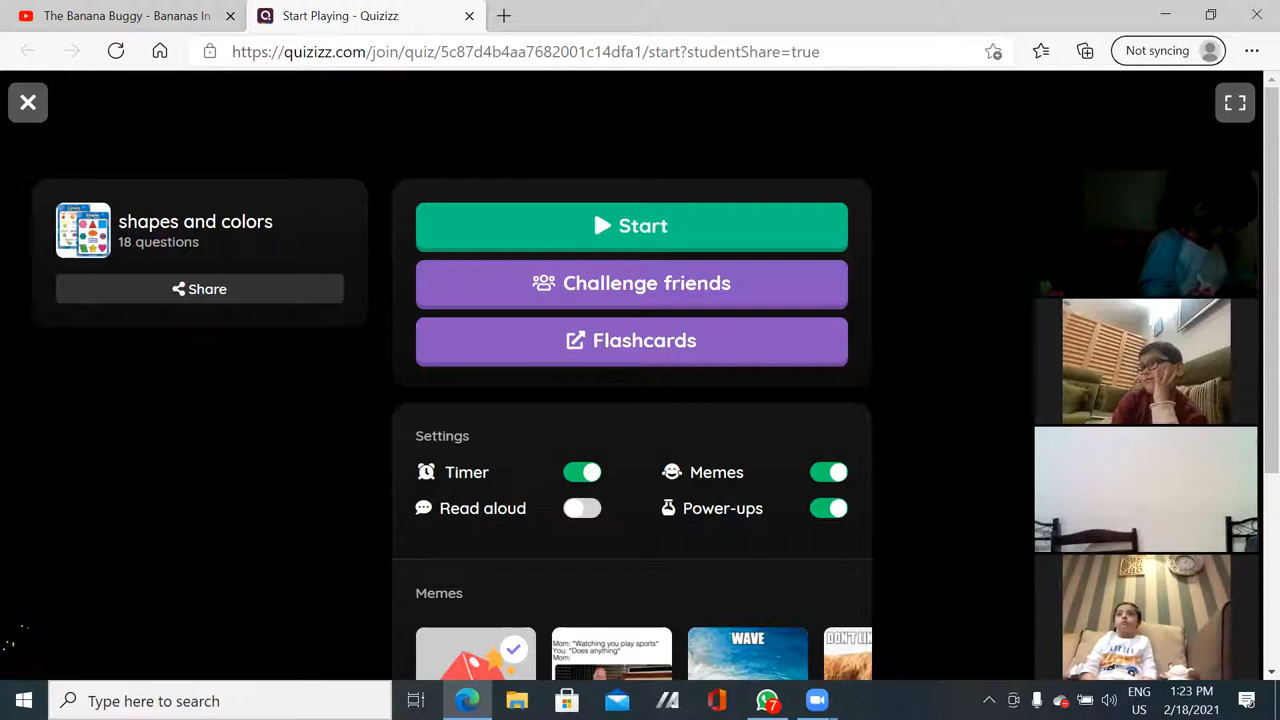 The Banana Buggy - Bananas In
Start Playing - Quizizz
https://quizizz.com/join/quiz/5c87d4b4aa7682001c14dfa1/start?studentShare=true
Not syncing
shapes and colors
18 questions
Share
Start
Challenge friends
Flashcards
Settings
Timer
Memes
Read aloud
Power-ups
Memes
Mom: *Watching you play sports*
You: *Does anything*
Mom:
WAVE
DON'T LI
Type here to search
7
ENG
US
1:23 PM
2/18/2021